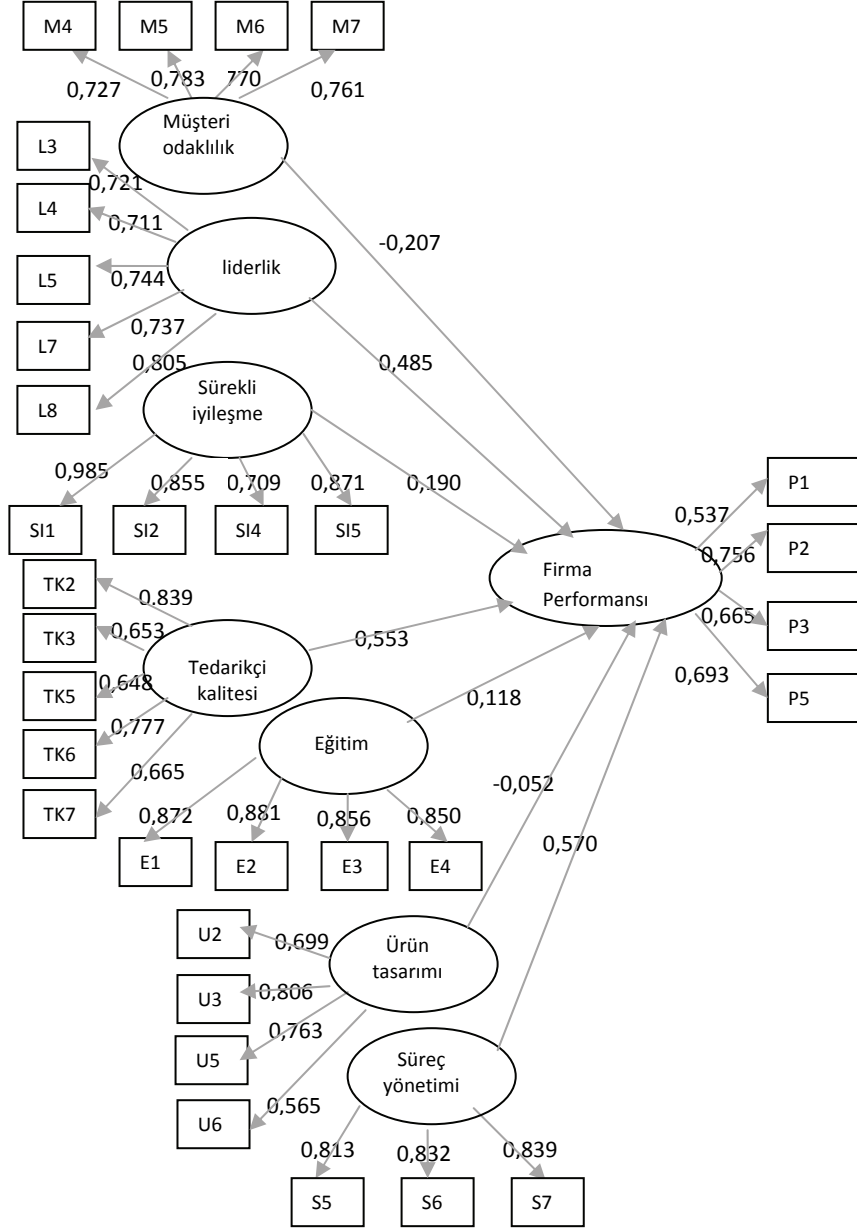 M4
M5
M6
M7
0,727
0,783
770
0,761
Müşteri
odaklılık
L3
0,721
L4
0,711
-0,207
L5
0,744
liderlik
L7
0,737
0,805
0,485
L8
Sürekli
iyileşme
0,985
0,855
0,709
0,871
0,190
SI1
SI2
SI4
SI5
P1
0,537
P2
0,756
Firma
Performansı
P3
0,665
P5
0,693
TK2
0.839
TK3
0,653
TK5
0,648
TK6
0,777
TK7
0,665
Tedarikçi
kalitesi
0,553
0,118
Eğitim
0,872
0,881
0,856
0,850
E1
E2
E3
E4
-0,052
0,570
U2
0,699
U3
0,806
U5
0,763
U6
0,565
Ürün
tasarımı
Süreç
yönetimi
0,813
0,832
0,839
S5
S6
S7